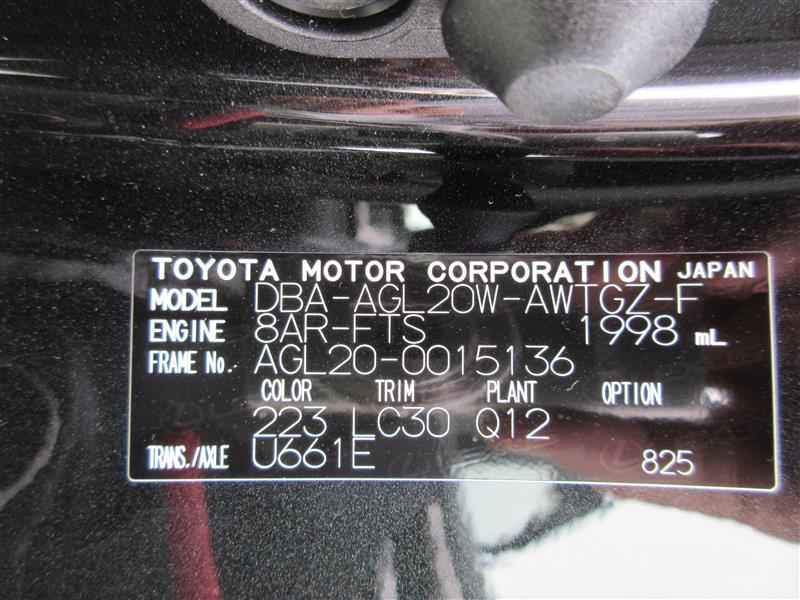 TOYOTA MOTOR CORPORATION JAPAN
MODEL DBA-AGL20W-AWTGZ-F
ENGINE 8AR-FTS 1998 mL
FRAME No. AGL20-0015136
COLOR TRIM PLANT OPTION
223 LC30 Q12
TRANS./AXLE U661E 825